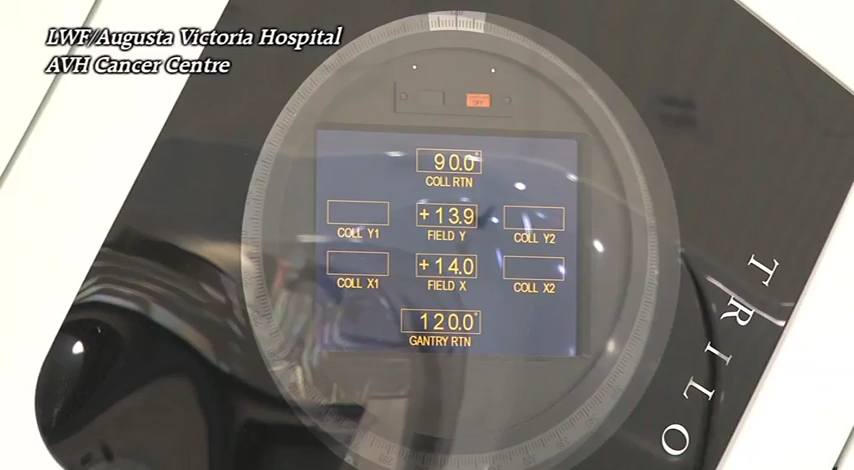 LWF/Augusta Victoria Hospital
AVH Cancer Centre
OFF
90.0°
COLL RTN
+13.9
COLL Y1 FIELD Y COLL Y2
+14.0
COLL X1 FIELD X COLL X2
120.0°
GANTRY RTN
TRILO